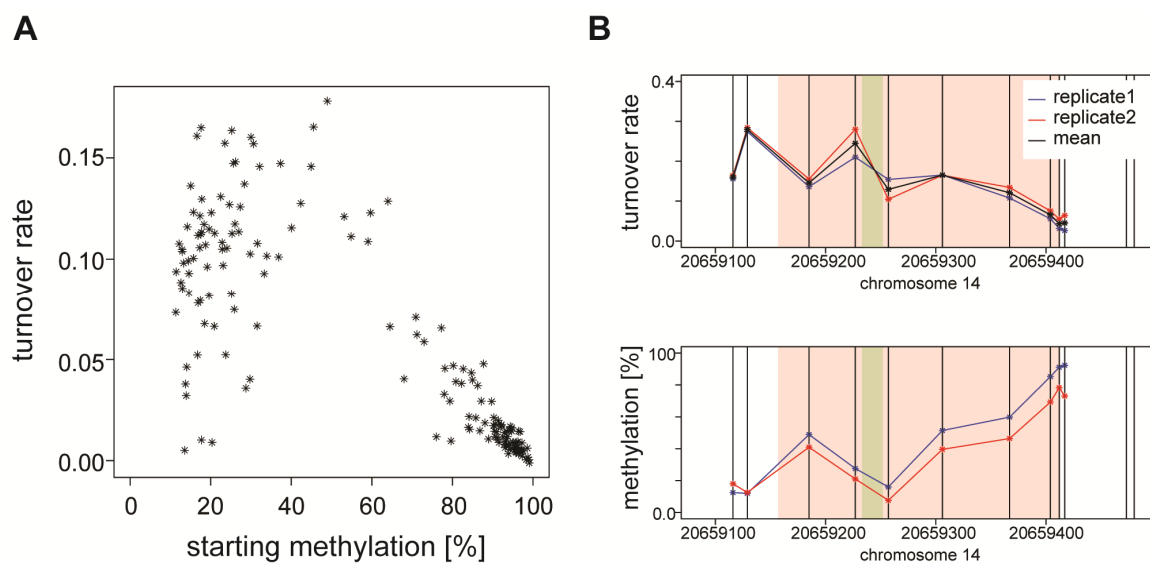 A
turnover rate
0.15
0.10
0.05
0.00
0 20 40 60 80 100
starting methylation [%]
B
turnover rate
0.4
0.0
replicate1
replicate2
mean
20659100 20659200 20659300 20659400
chromosome 14
methylation [%]
100
0.0
20659100 20659200 20659300 20659400
chromosome 14